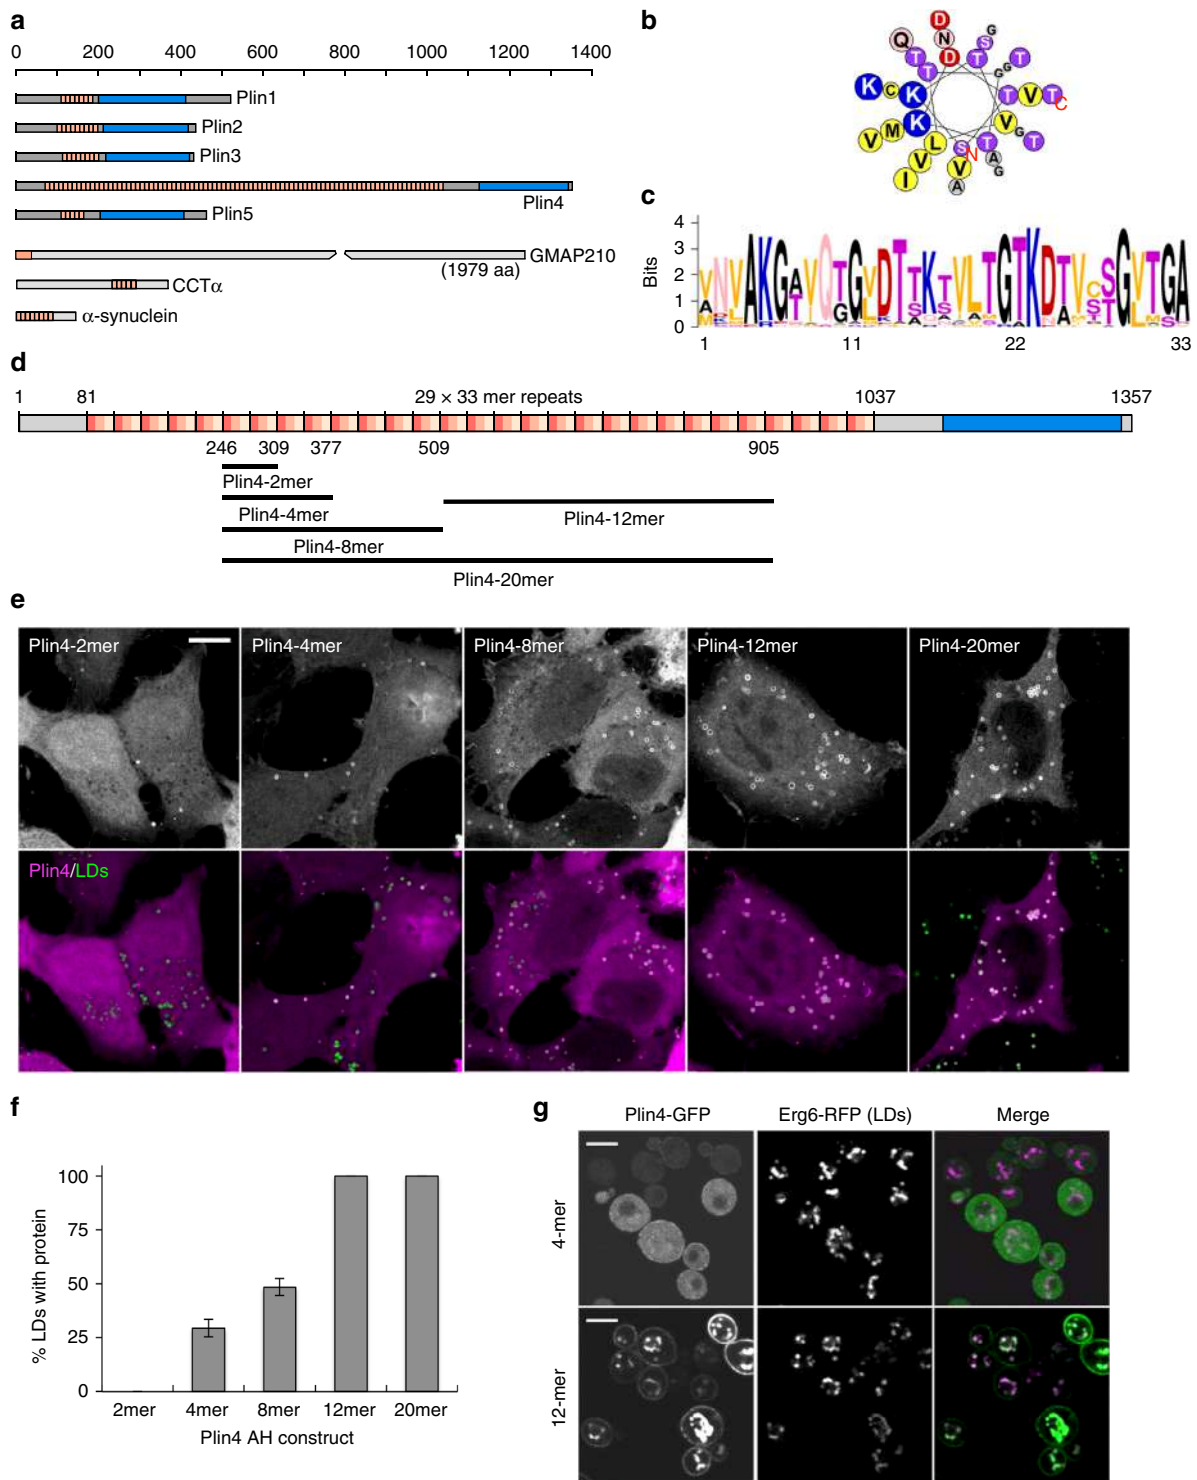 a
0 200 400 600 800 1000 1200 1400
Plin1
Plin2
Plin3
Plin4
Plin5
GMAP210
(1979 aa)
CCTα
α-synuclein
b
D
G
Q N S
T D T G T
T G
K C K T V T C
K V
V M L S N T G T
V V A
I A G
c
4
3
2
1
0
Bits
1 11 22 33
d
1 81 29 × 33 mer repeats 1037 1357
246 309 377 509 905
Plin4-2mer
Plin4-4mer Plin4-12mer
Plin4-8mer
Plin4-20mer
e
Plin4-2mer Plin4-4mer Plin4-8mer Plin4-12mer Plin4-20mer
Plin4/LDs
f
% LDs with protein
100
75
50
25
0
2mer 4mer 8mer 12mer 20mer
Plin4 AH construct
g
Plin4-GFP Erg6-RFP (LDs) Merge
4-mer
12-mer